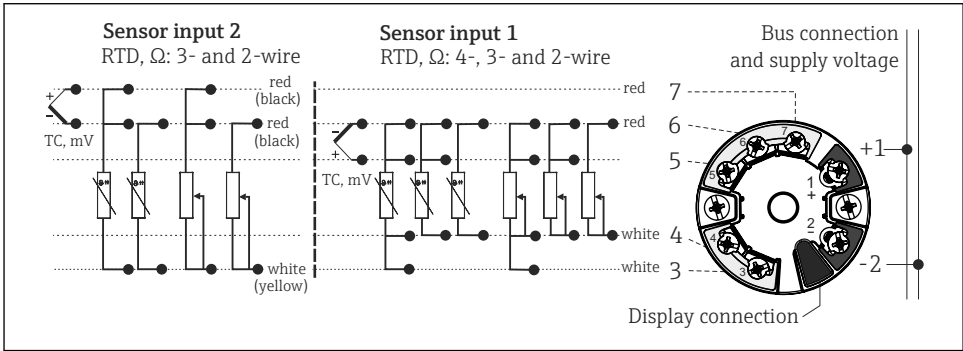 Sensor input 2
RTD, Ω: 3- and 2-wire
Sensor input 1
RTD, Ω: 4-, 3- and 2-wire
Bus connection
and supply voltage
+
-
TC, mV
red
(black)
red
(black)
white
(yellow)
-
+
TC, mV
red
red
white
white
7
6
5
4
3
7
6
5
4
3
1
+
2
-
+1
-2
Display connection